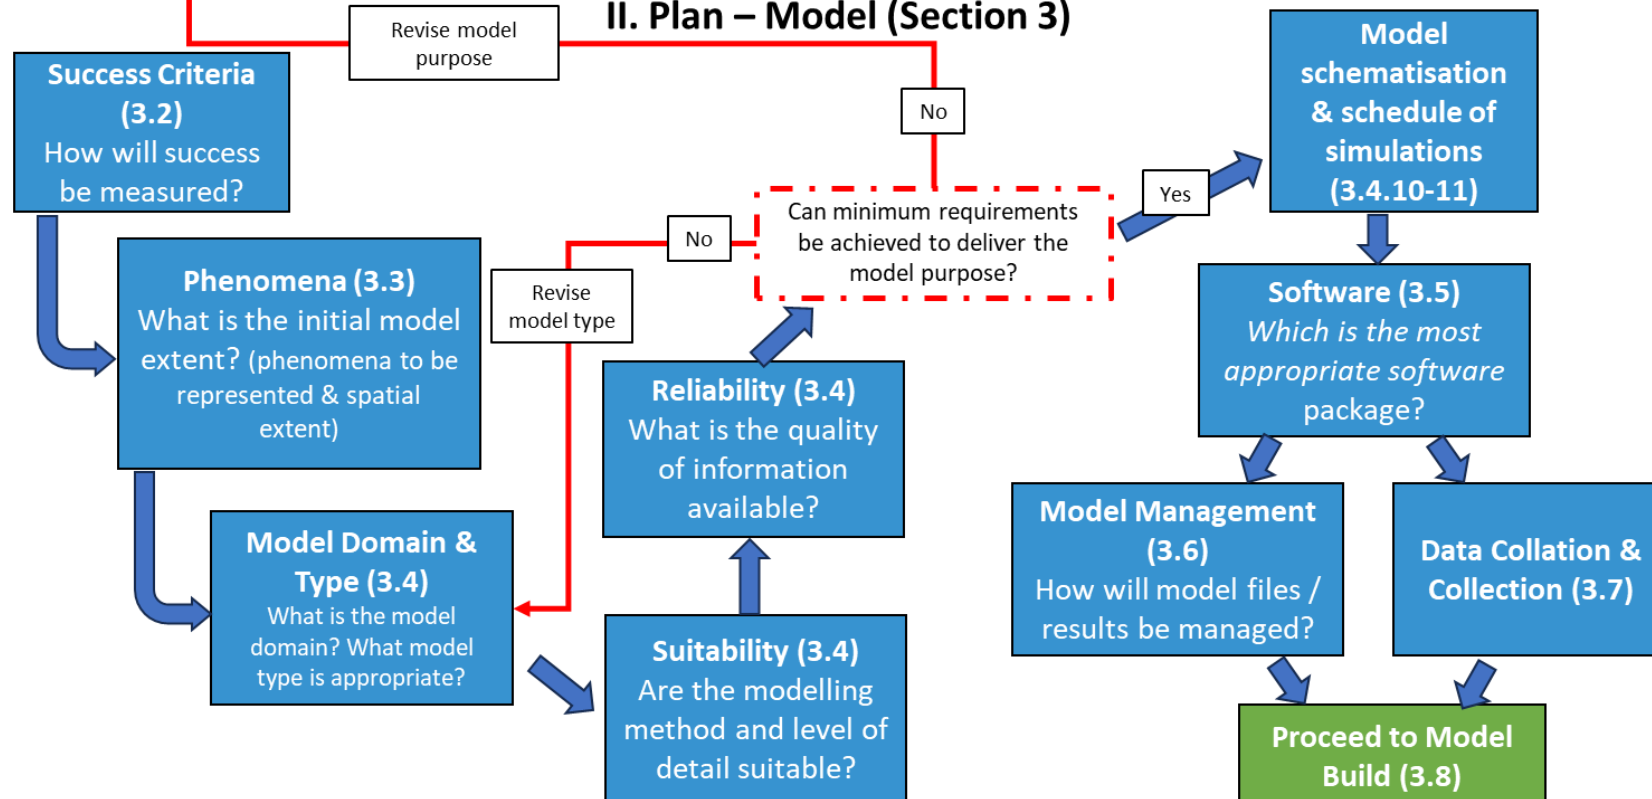 II. Plan – Model (Section 3)
Revise model
purpose
No
Success Criteria
(3.2)
How will success
be measured?
Phenomena (3.3)
What is the initial model
extent? (phenomena to be
represented & spatial
extent)
Model Domain &
Type (3.4)
What is the model
domain? What model
type is appropriate?
Suitability (3.4)
Are the modelling
method and level of
detail suitable?
Reliability (3.4)
What is the quality
of information
available?
Can minimum requirements
be achieved to deliver the
model purpose?
No
Revise
model type
Yes
Model
schematisation
& schedule of
simulations
(3.4.10-11)
Software (3.5)
Which is the most
appropriate software
package?
Model Management
(3.6)
How will model files /
results be managed?
Data Collation &
Collection (3.7)
Proceed to Model
Build (3.8)